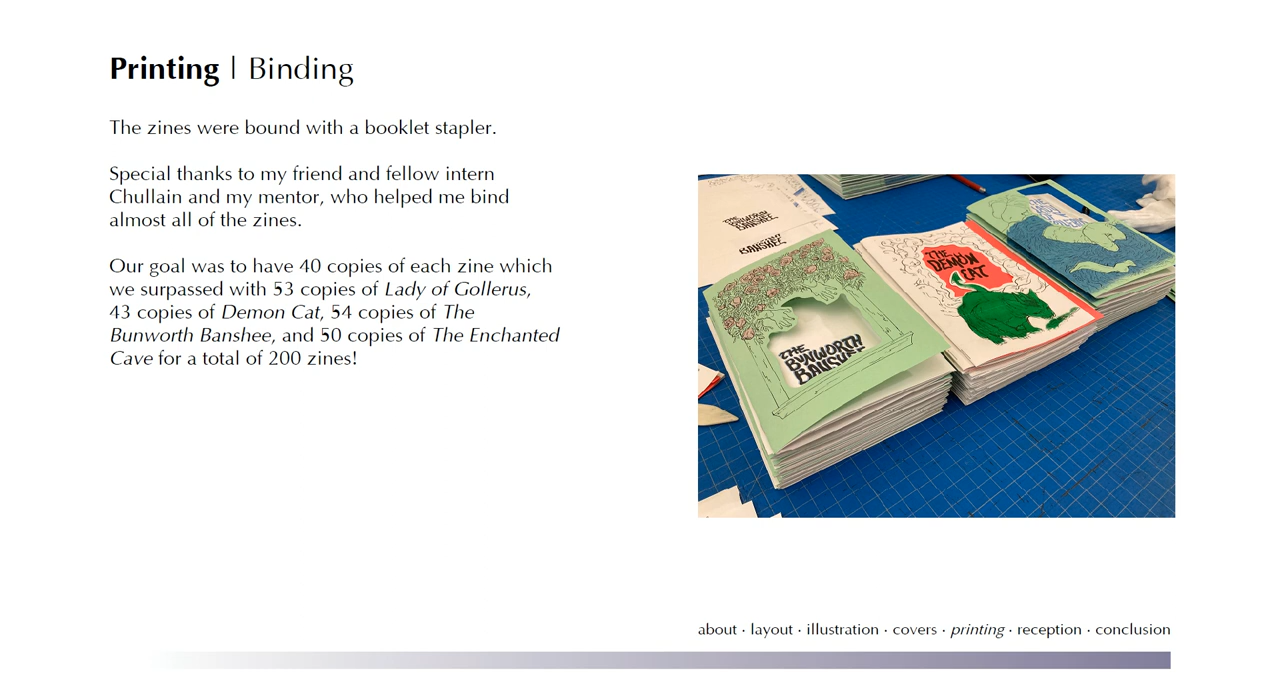 Printing | Binding
The zines were bound with a booklet stapler.
Special thanks to my friend and fellow intern
Chullain and my mentor, who helped me bind
almost all of the zines.
Our goal was to have 40 copies of each zine which
we surpassed with 53 copies of Lady of Gollerus,
43 copies of Demon Cat, 54 copies of The
Bunworth Banshee, and 50 copies of The Enchanted
Cave for a total of 200 zines!
THE
BUNWORTH
BANSHEE
BANSHEE
THE
BUNWORTH
BANSHEE
THE
DEMON
CAT
about · layout · illustration · covers · printing · reception · conclusion